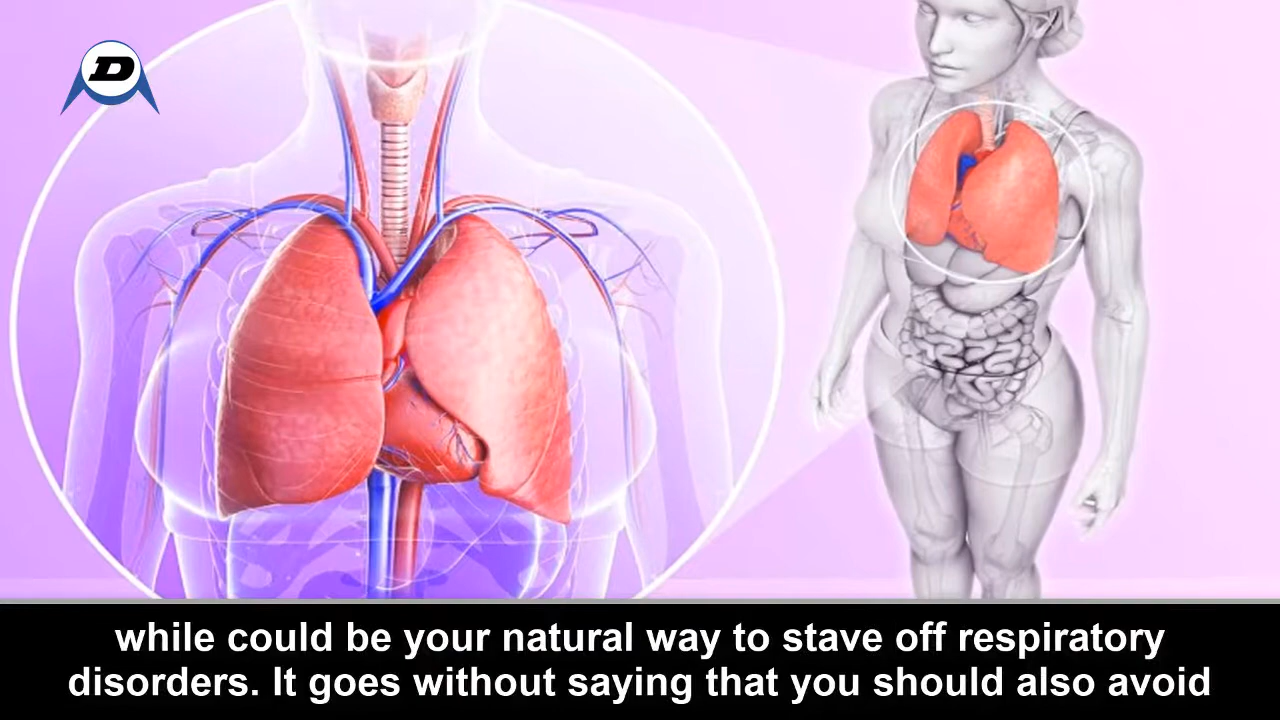 D
while could be your natural way to stave off respiratory
disorders. It goes without saying that you should also avoid